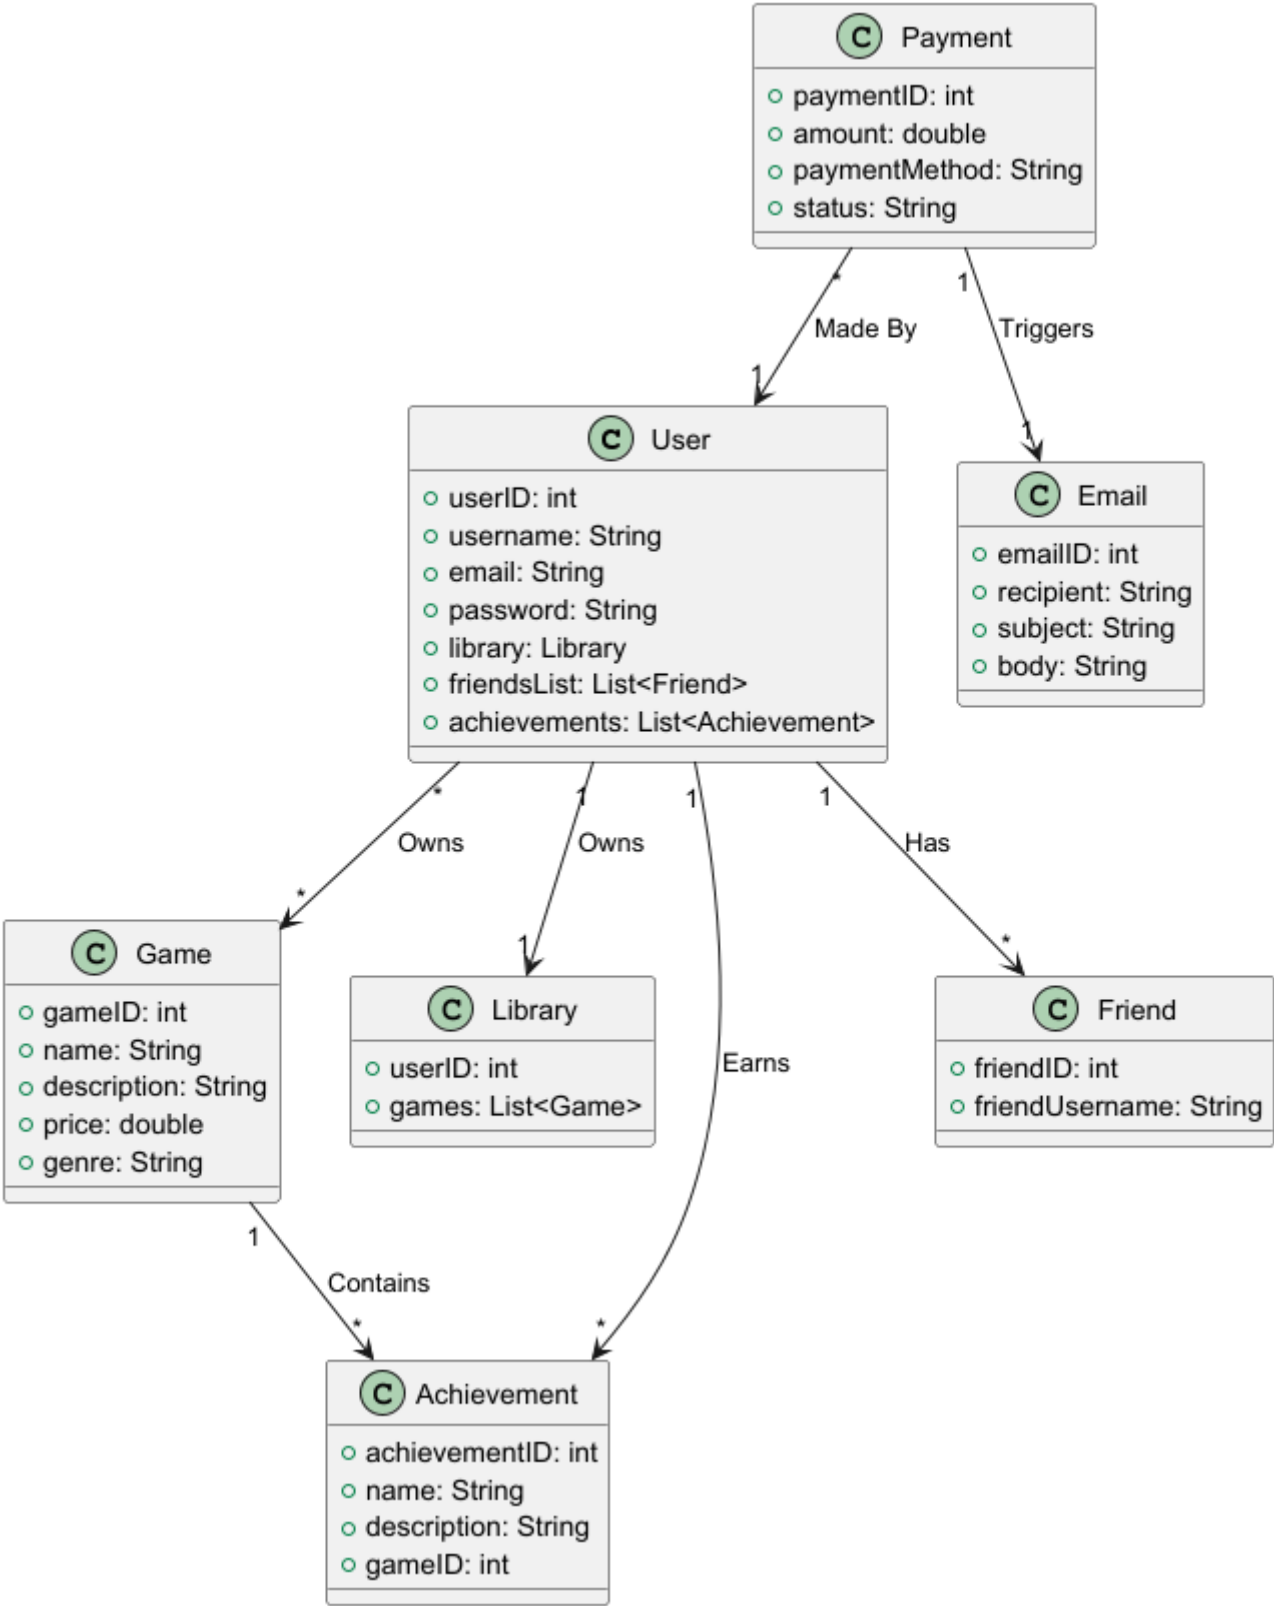 C Payment
paymentID: int
amount: double
paymentMethod: String
status: String
* 1
Made By Triggers
1 1
C User
userID: int
username: String
email: String
password: String
library: Library
friendsList: List<Friend>
achievements: List<Achievement>
C Email
emailID: int
recipient: String
subject: String
body: String
* 1 1 1
Owns Owns Has
* 1 *
C Game
gameID: int
name: String
description: String
price: double
genre: String
C Library
userID: int
games: List<Game>
Earns
C Friend
friendID: int
friendUsername: String
1
Contains
* *
C Achievement
achievementID: int
name: String
description: String
gameID: int